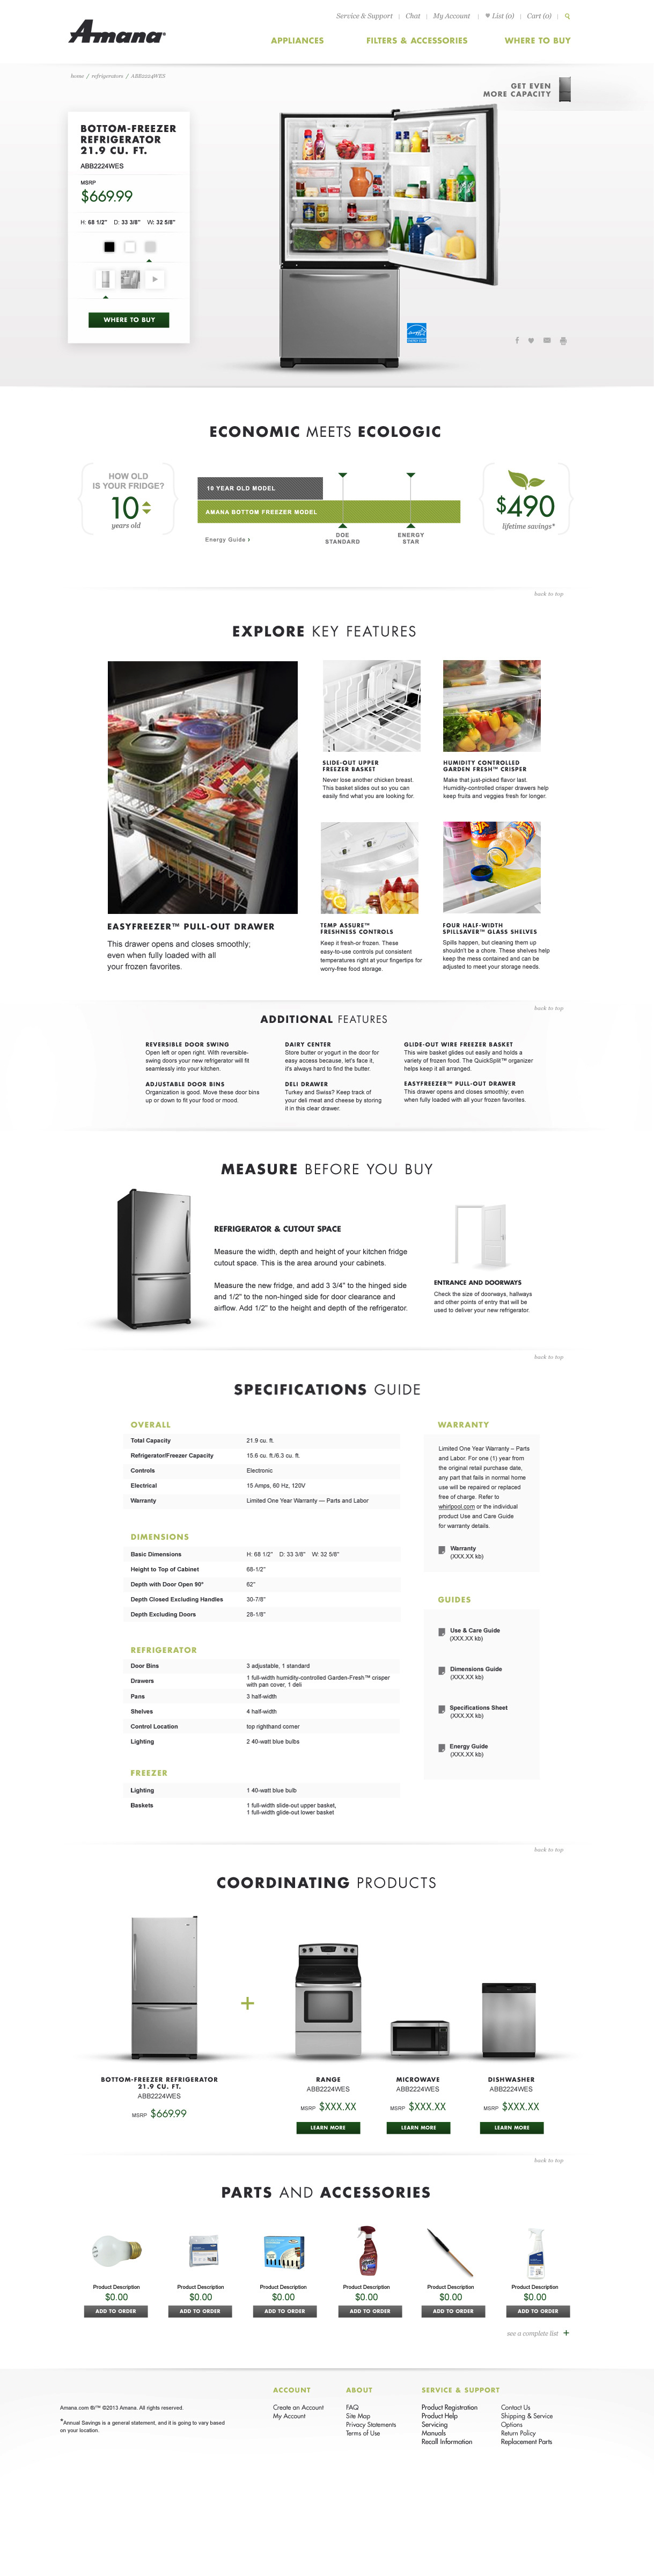 Service & Support | Chat | My Account | List (0) | Cart (0) |
Amana
APPLIANCES FILTERS & ACCESSORIES WHERE TO BUY
home / refrigerators / ABB2224WES
GET EVEN
MORE CAPACITY
BOTTOM-FREEZER
REFRIGERATOR
21.9 CU. FT.
ABB2224WES
MSRP
$669.99
H: 68 1/2" D: 33 3/8" W: 32 5/8"
WHERE TO BUY
ECONOMIC MEETS ECOLOGIC
HOW OLD
IS YOUR FRIDGE?
10
years old
10 YEAR OLD MODEL
AMANA BOTTOM FREEZER MODEL
Energy Guide
DOE
STANDARD
ENERGY
STAR
$490
lifetime savings*
back to top
EXPLORE KEY FEATURES
EASYFREEZER™ PULL-OUT DRAWER
This drawer opens and closes smoothly;
even when fully loaded with all
your frozen favorites.
SLIDE-OUT UPPER
FREEZER BASKET
Never lose another chicken breast.
This basket slides out so you can
easily find what you are looking for.
HUMIDITY CONTROLLED
GARDEN FRESH™ CRISPER
Make that just-picked flavor last.
Humidity-controlled crisper drawers help
keep fruits and veggies fresh for longer.
TEMP ASSURE™
FRESHNESS CONTROLS
Keep it fresh-or frozen. These
easy-to-use controls put consistent
temperatures right at your fingertips for
worry-free food storage.
FOUR HALF-WIDTH
SPILLSAVER™ GLASS SHELVES
Spills happen, but cleaning them up
shouldn't be a chore. These shelves help
keep the mess contained and can be
adjusted to meet your storage needs.
back to top
ADDITIONAL FEATURES
REVERSIBLE DOOR SWING
Open left or open right. With reversible-
swing doors your new refrigerator will fit
seamlessly into your kitchen.
ADJUSTABLE DOOR BINS
Organization is good. Move these door bins
up or down to fit your food or mood.
DAIRY CENTER
Store butter or yogurt in the door for
easy access because, let's face it,
it's always hard to find the butter.
DELI DRAWER
Turkey and Swiss? Keep track of
your deli meat and cheese by storing
it in this clear drawer.
GLIDE-OUT WIRE FREEZER BASKET
This wire basket glides out easily and holds a
variety of frozen food. The QuickSplit™ organizer
helps keep it all arranged.
EASYFREEZER™ PULL-OUT DRAWER
This drawer opens and closes smoothly; even
when fully loaded with all your frozen favorites.
MEASURE BEFORE YOU BUY
REFRIGERATOR & CUTOUT SPACE
Measure the width, depth and height of your kitchen fridge
cutout space. This is the area around your cabinets.
Measure the new fridge, and add 3 3/4" to the hinged side
and 1/2" to the non-hinged side for door clearance and
airflow. Add 1/2" to the height and depth of the refrigerator.
ENTRANCE AND DOORWAYS
Check the size of doorways, hallways
and other points of entry that will be
used to deliver your new refrigerator.
back to top
SPECIFICATIONS GUIDE
OVERALL
Total Capacity 21.9 cu. ft.
Refrigerator/Freezer Capacity 15.6 cu. ft./6.3 cu. ft.
Controls Electronic
Electrical 15 Amps, 60 Hz, 120V
Warranty Limited One Year Warranty — Parts and Labor
DIMENSIONS
Basic Dimensions H: 68 1/2" D: 33 3/8" W: 32 5/8"
Height to Top of Cabinet 68-1/2"
Depth with Door Open 90° 62"
Depth Closed Excluding Handles 30-7/8"
Depth Excluding Doors 28-1/8"
REFRIGERATOR
Door Bins 3 adjustable, 1 standard
Drawers 1 full-width humidity-controlled Garden-Fresh™ crisper
with pan cover, 1 deli
Pans 3 half-width
Shelves 4 half-width
Control Location top righthand corner
Lighting 2 40-watt blue bulbs
FREEZER
Lighting 1 40-watt blue bulb
Baskets 1 full-width slide-out upper basket,
1 full-width glide-out lower basket
WARRANTY
Limited One Year Warranty – Parts
and Labor. For one (1) year from
the original retail purchase date,
any part that fails in normal home
use will be repaired or replaced
free of charge. Refer to
whirlpool.com or the individual
product Use and Care Guide
for warranty details.
Warranty
(XXX.XX kb)
GUIDES
Use & Care Guide
(XXX.XX kb)
Dimensions Guide
(XXX.XX kb)
Specifications Sheet
(XXX.XX kb)
Energy Guide
(XXX.XX kb)
back to top
COORDINATING PRODUCTS
+
BOTTOM-FREEZER REFRIGERATOR
21.9 CU. FT.
ABB2224WES
MSRP $669.99
RANGE
ABB2224WES
MSRP $XXX.XX
LEARN MORE
MICROWAVE
ABB2224WES
MSRP $XXX.XX
LEARN MORE
DISHWASHER
ABB2224WES
MSRP $XXX.XX
LEARN MORE
back to top
PARTS AND ACCESSORIES
Product Description Product Description Product Description Product Description Product Description Product Description
$0.00 $0.00 $0.00 $0.00 $0.00 $0.00
ADD TO ORDER ADD TO ORDER ADD TO ORDER ADD TO ORDER ADD TO ORDER ADD TO ORDER
see a complete list +
Amana.com ®/™ ©2013 Amana. All rights reserved.
*Annual Savings is a general statement, and it is going to vary based
on your location.
ACCOUNT
Create an Account
My Account
ABOUT
FAQ
Site Map
Privacy Statements
Terms of Use
SERVICE & SUPPORT
Product Registration
Product Help
Servicing
Manuals
Recall Information
Contact Us
Shipping & Service
Options
Return Policy
Replacement Parts